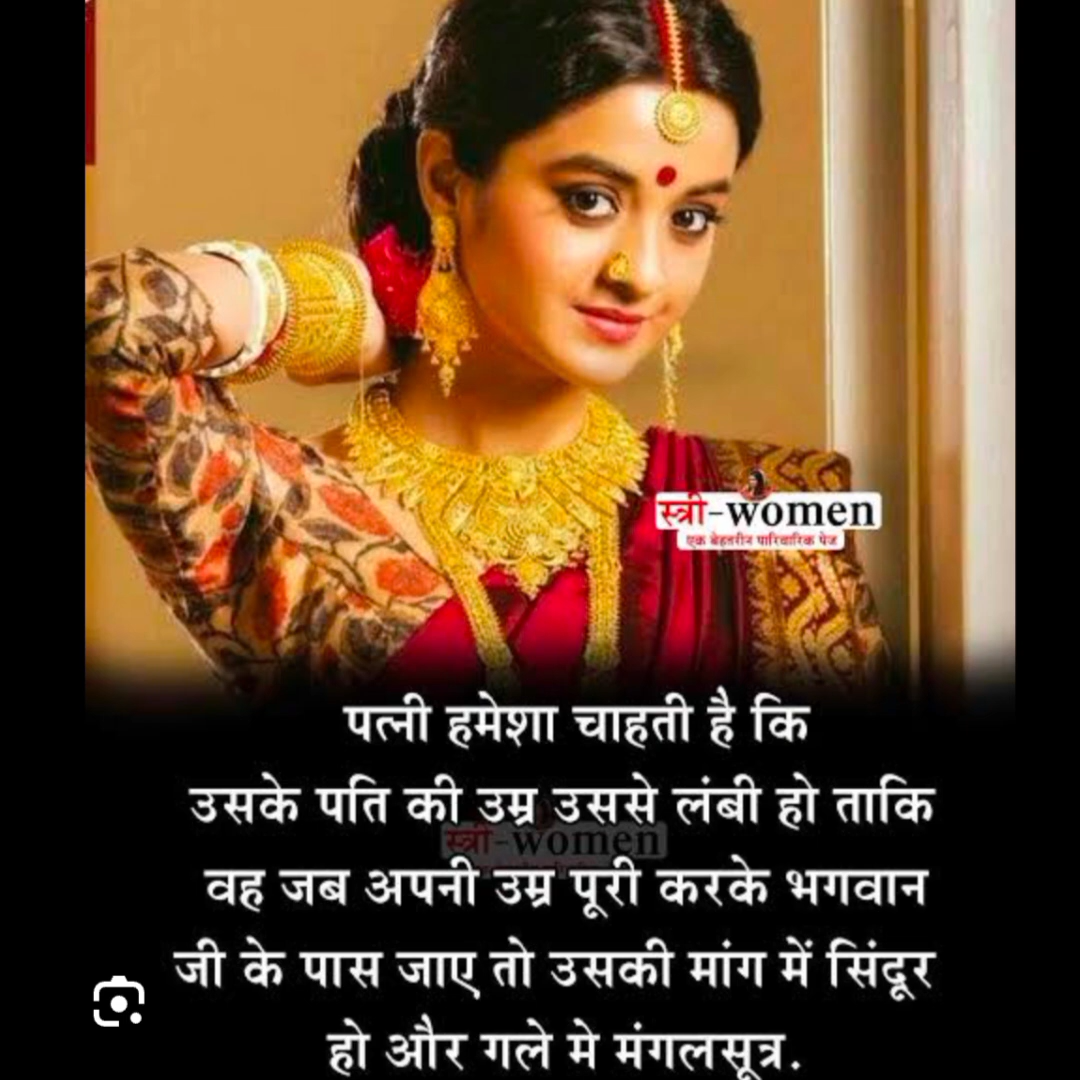 स्त्री-women
एक बेहतरीन पारिवारिक पेज
पत्नी हमेशा चाहती है कि
उसके पति की उम्र उससे लंबी हो ताकि
स्त्री-women
वह जब अपनी उम्र पूरी करके भगवान
जी के पास जाए तो उसकी मांग में सिंदूर
हो और गले मे मंगलसूत्र.